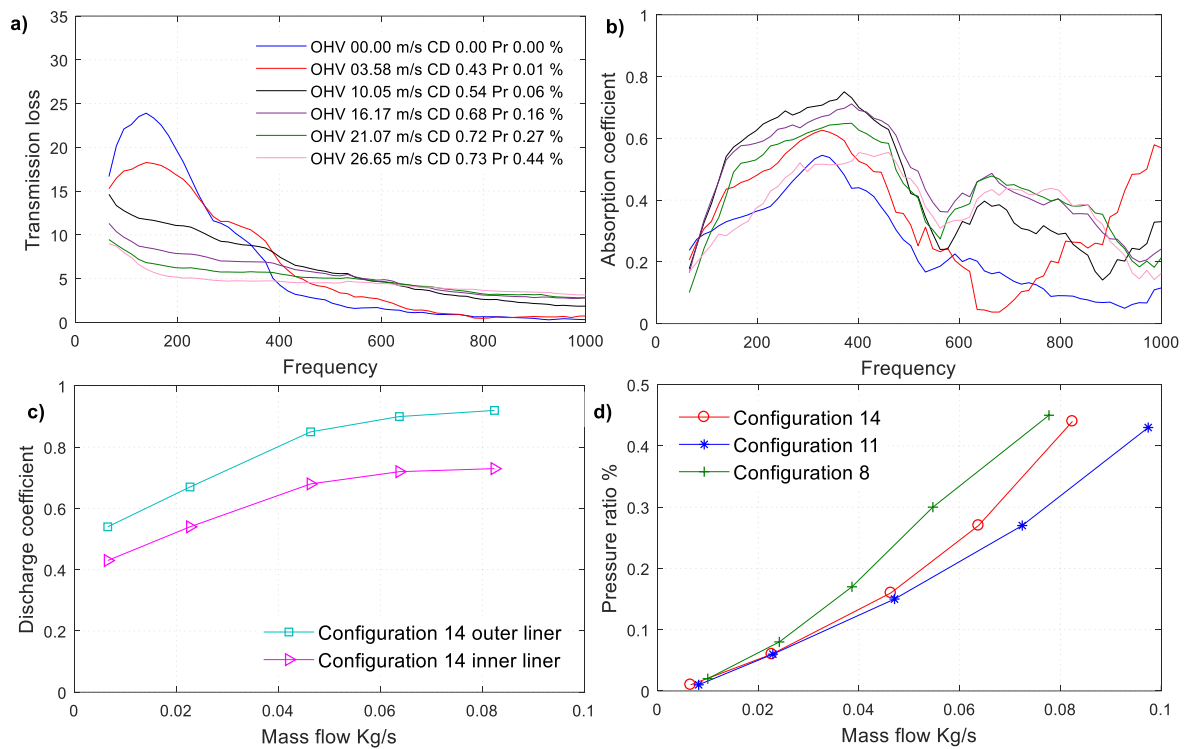 a)
35
30
25
20
15
10
5
0
Transmission loss
OHV 00.00 m/s CD 0.00 Pr 0.00 %
OHV 03.58 m/s CD 0.43 Pr 0.01 %
OHV 10.05 m/s CD 0.54 Pr 0.06 %
OHV 16.17 m/s CD 0.68 Pr 0.16 %
OHV 21.07 m/s CD 0.72 Pr 0.27 %
OHV 26.65 m/s CD 0.73 Pr 0.44 %
0 200 400 600 800 1000
Frequency
b)
1
0.8
0.6
0.4
0.2
0
Absorption coefficient
0 200 400 600 800 1000
Frequency
c)
1
0.8
0.6
0.4
0.2
0
Discharge coefficient
Configuration 14 outer liner
Configuration 14 inner liner
0 0.02 0.04 0.06 0.08 0.1
Mass flow Kg/s
d)
0.5
0.4
0.3
0.2
0.1
0
Pressure ratio %
Configuration 14
Configuration 11
Configuration 8
0 0.02 0.04 0.06 0.08 0.1
Mass flow Kg/s